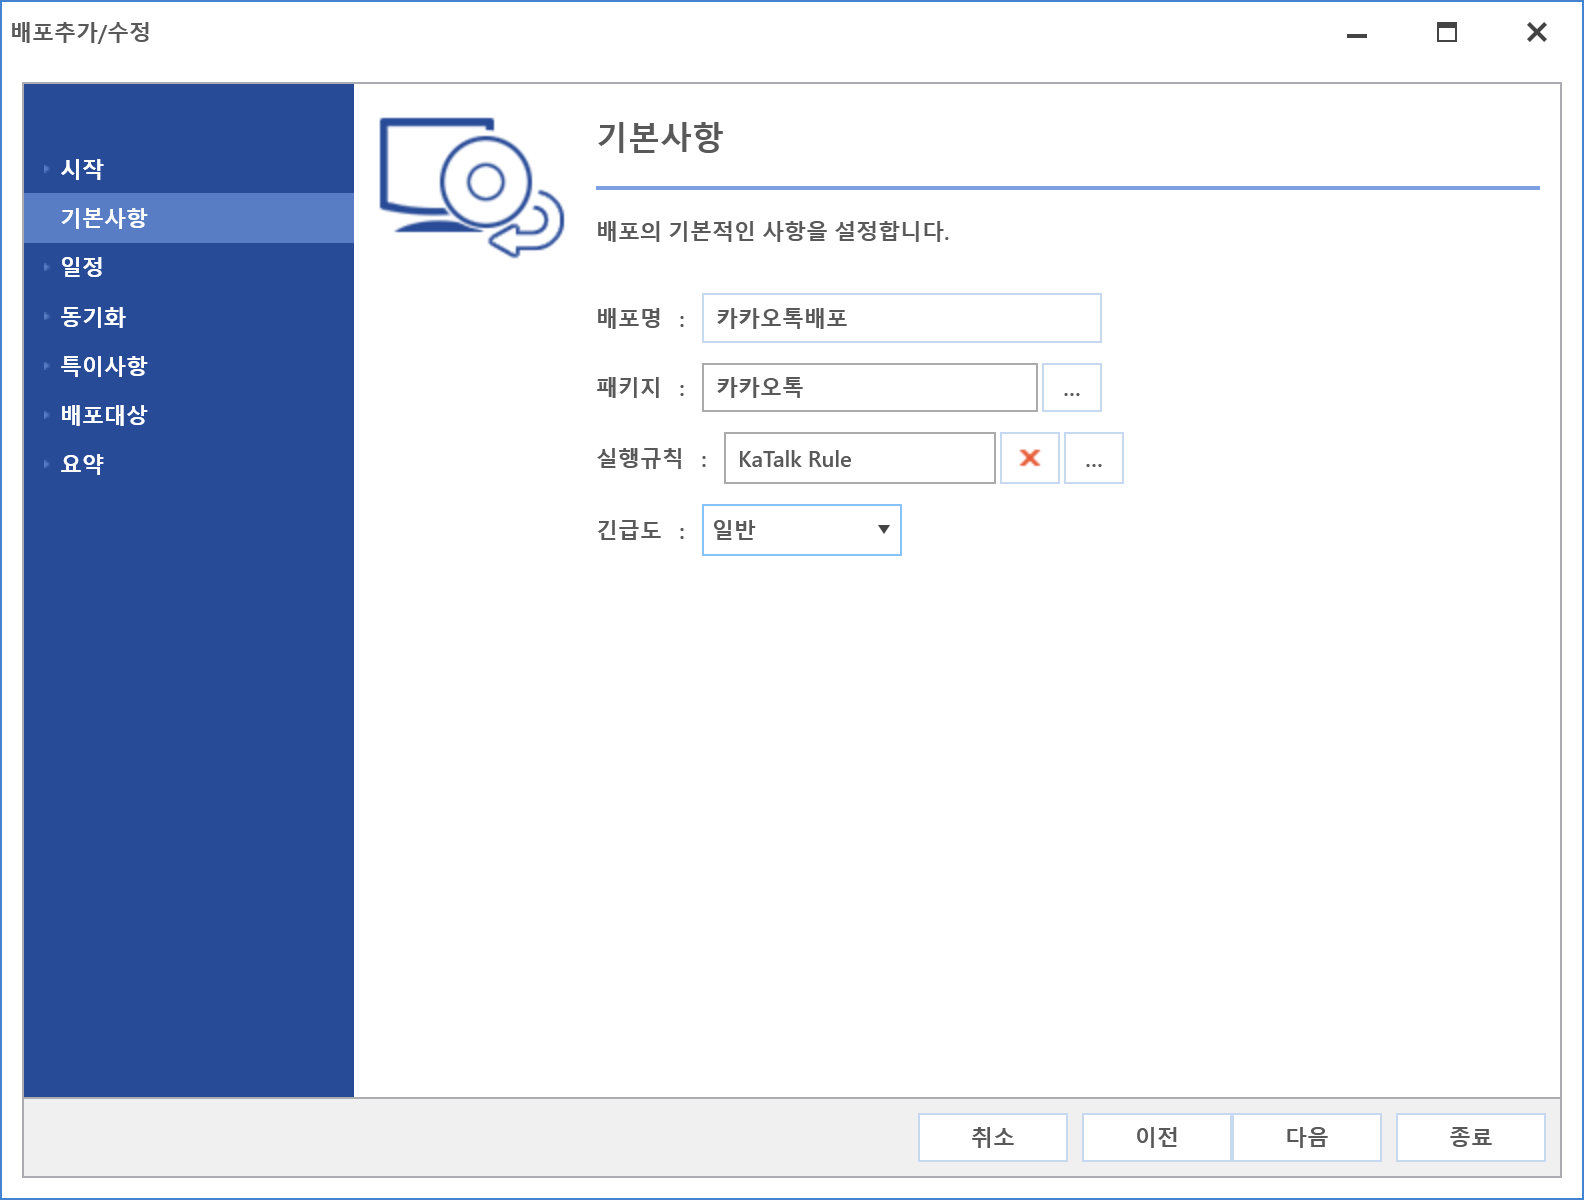 배포추가/수정
시작
기본사항
일정
동기화
특이사항
배포대상
요약
기본사항
배포의 기본적인 사항을 설정합니다.
배포명 : 카카오톡배포
패키지 : 카카오톡 ...
실행규칙 : KaTalk Rule ...
긴급도 : 일반
취소 이전 다음 종료